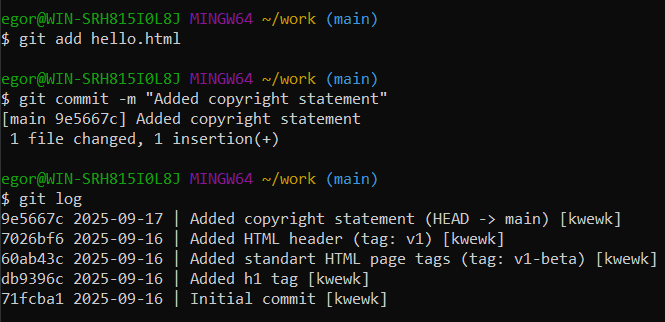 egor@WIN-SRH815I0L8J MINGW64 ~/work (main)
$ git add hello.html
egor@WIN-SRH815I0L8J MINGW64 ~/work (main)
$ git commit -m "Added copyright statement"
[main 9e5667c] Added copyright statement
 1 file changed, 1 insertion(+)
egor@WIN-SRH815I0L8J MINGW64 ~/work (main)
$ git log
9e5667c 2025-09-17 | Added copyright statement (HEAD -> main) [kwewk]
7026bf6 2025-09-16 | Added HTML header (tag: v1) [kwewk]
60ab43c 2025-09-16 | Added standart HTML page tags (tag: v1-beta) [kwewk]
db9396c 2025-09-16 | Added h1 tag [kwewk]
71fcba1 2025-09-16 | Initial commit [kwewk]